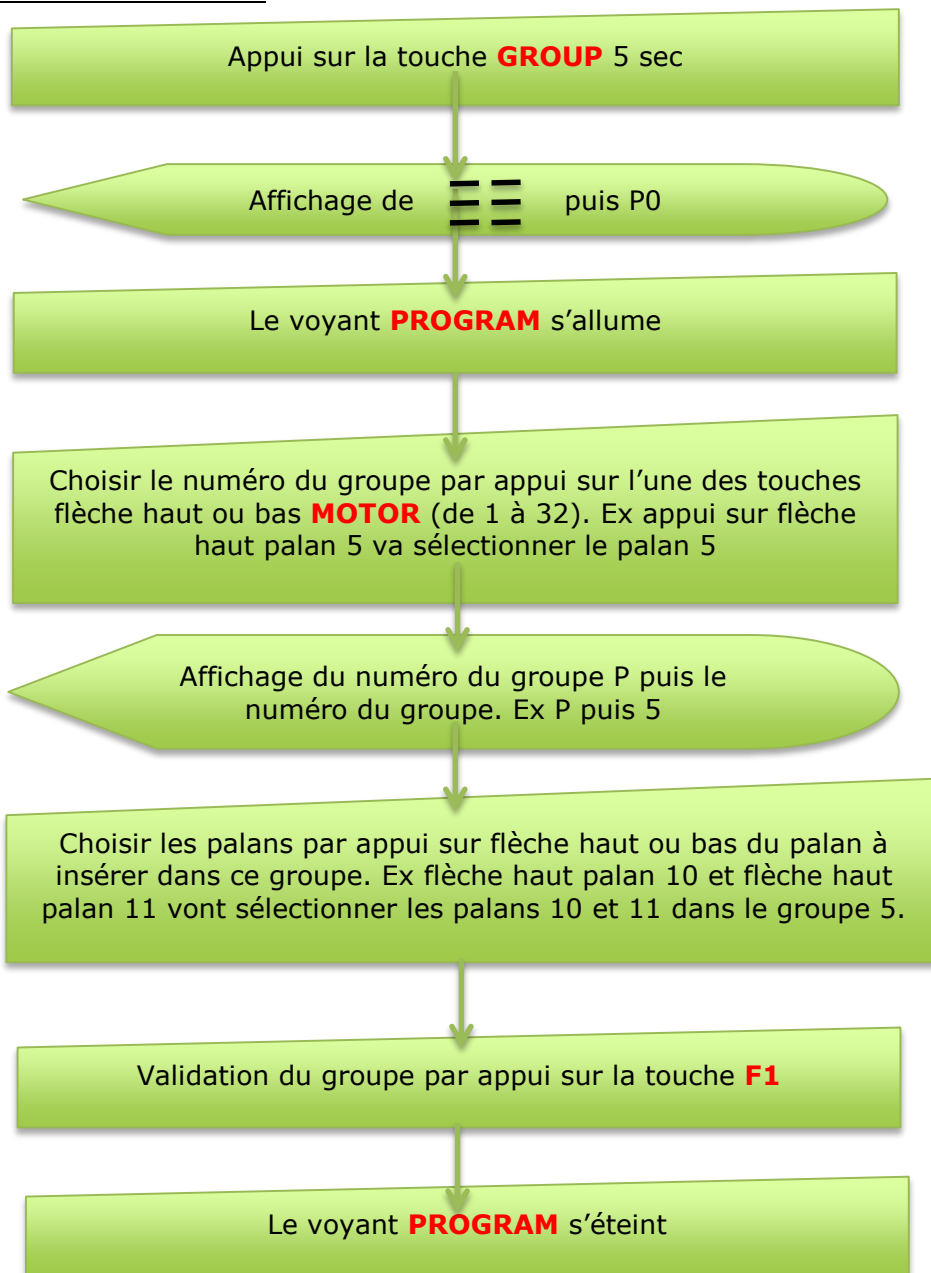 Appui sur la touche GROUP 5 sec
Affichage de puis P0
Le voyant PROGRAM s’allume
Choisir le numéro du groupe par appui sur l’une des touches
flèche haut ou bas MOTOR (de 1 à 32). Ex appui sur flèche
haut palan 5 va sélectionner le palan 5
Affichage du numéro du groupe P puis le
numéro du groupe. Ex P puis 5
Choisir les palans par appui sur flèche haut ou bas du palan à
insérer dans ce groupe. Ex flèche haut palan 10 et flèche haut
palan 11 vont sélectionner les palans 10 et 11 dans le groupe 5.
Validation du groupe par appui sur la touche F1
Le voyant PROGRAM s’éteint